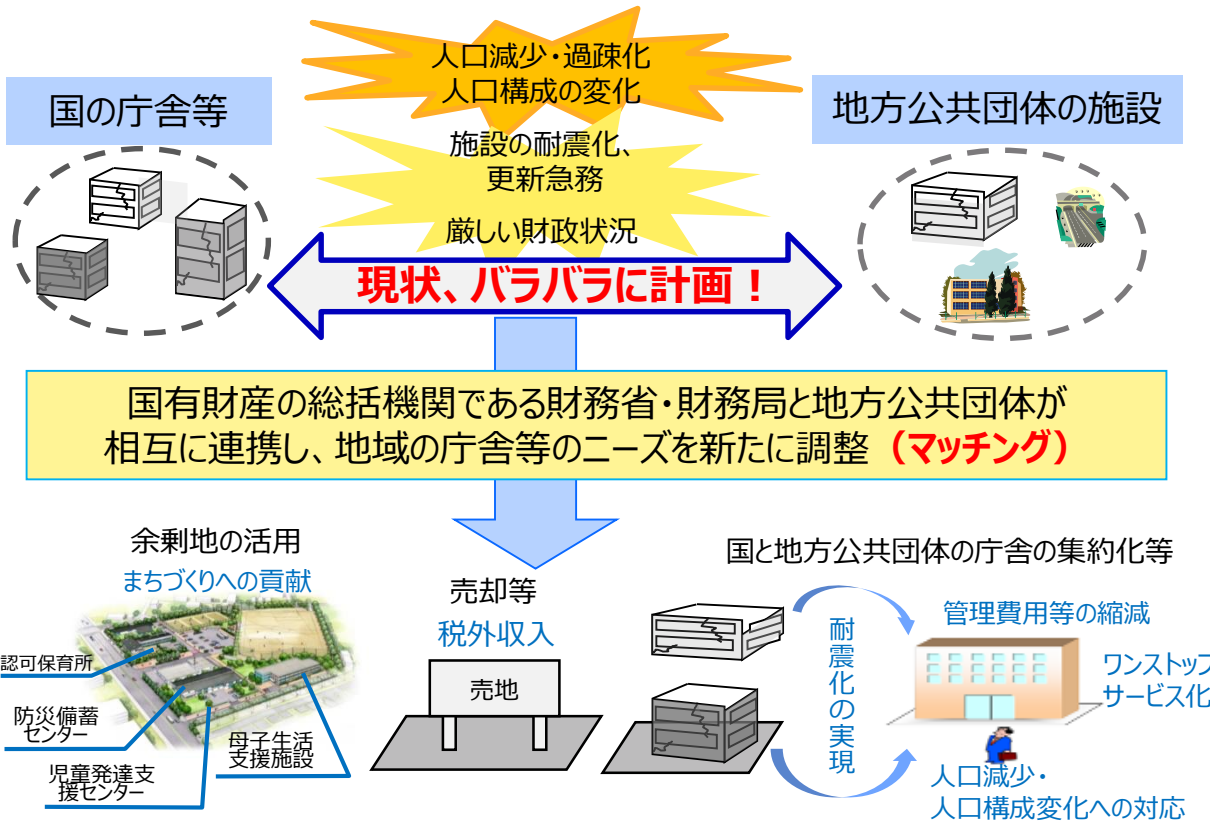 人口減少・過疎化
人口構成の変化
国の庁舎等
地方公共団体の施設
施設の耐震化、
更新急務
厳しい財政状況
現状、バラバラに計画！
国有財産の総括機関である財務省・財務局と地方公共団体が
相互に連携し、地域の庁舎等のニーズを新たに調整（マッチング）
余剰地の活用
まちづくりへの貢献
認可保育所
防災備蓄
センター
児童発達支
援センター
母子生活
支援施設
売却等
税外収入
売地
国と地方公共団体の庁舎の集約化等
耐震化の実現
管理費用等の縮減
ワンストップ
サービス化
人口減少・
人口構成変化への対応